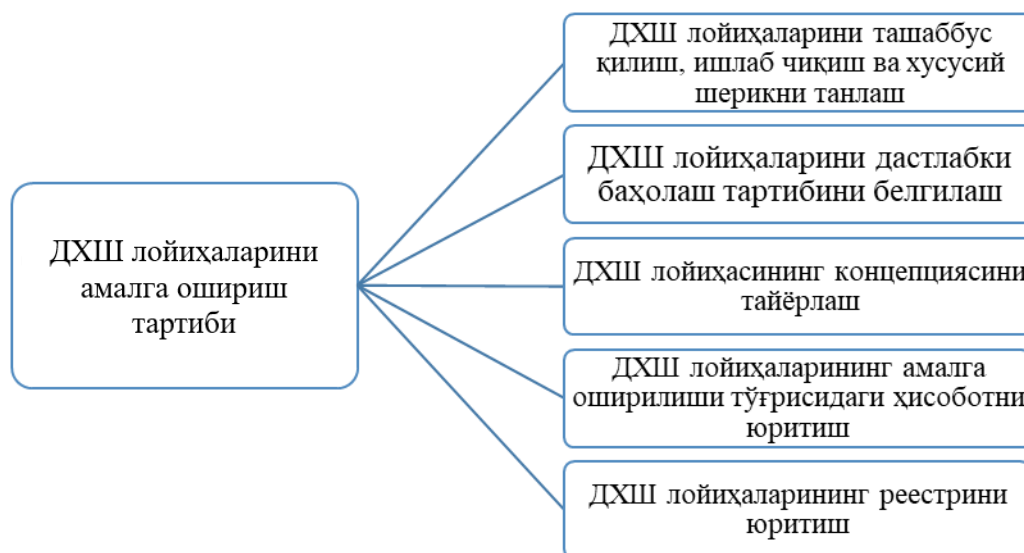 ДХШ лойиҳаларини
амалга ошириш
тартиби
ДХШ лойиҳаларини ташаббус
қилиш, ишлаб чиқиш ва хусусий
шерикни танлаш
ДХШ лойиҳаларини дастлабки
баҳолаш тартибини белгилаш
ДХШ лойиҳасининг концепциясини
тайёрлаш
ДХШ лойиҳаларининг амалга
оширилиши тўғрисидаги ҳисоботни
юритиш
ДХШ лойиҳаларининг реестрини
юритиш